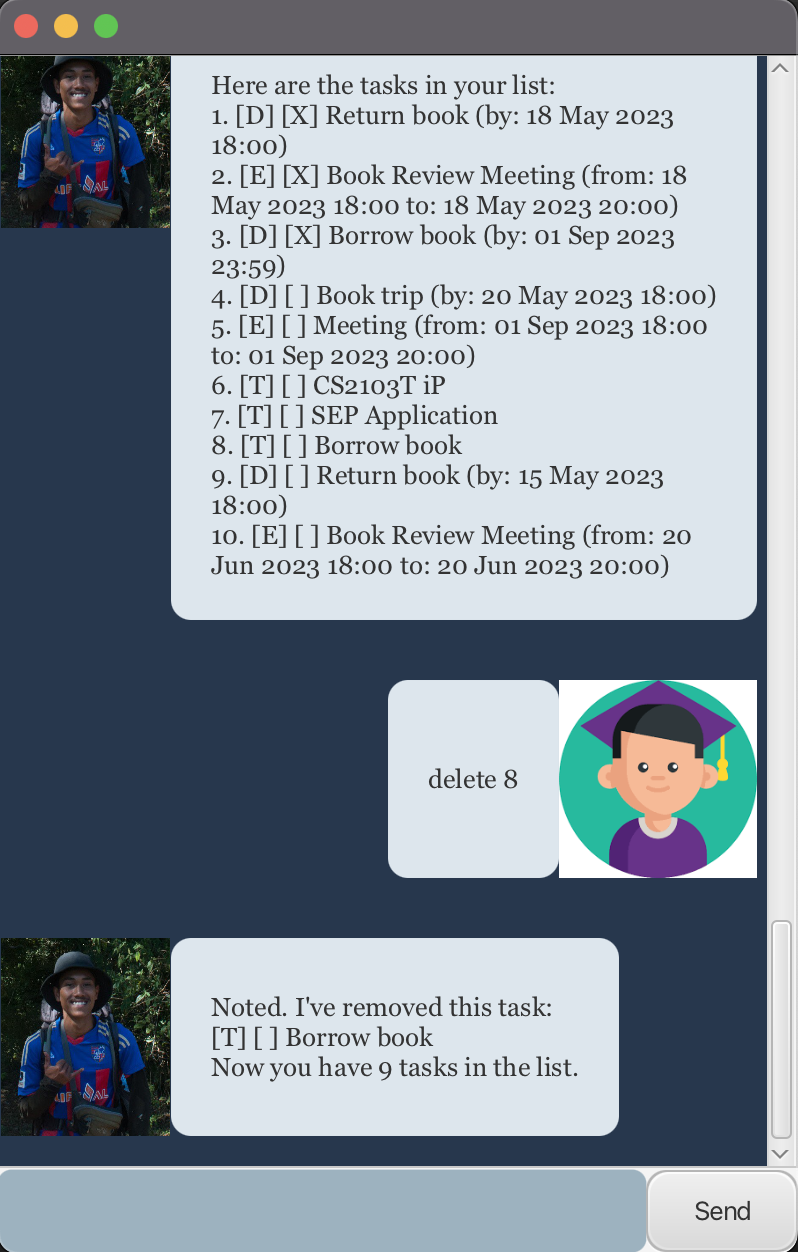 Here are the tasks in your list:
1. [D] [X] Return book (by: 18 May 2023
18:00)
2. [E] [X] Book Review Meeting (from: 18
May 2023 18:00 to: 18 May 2023 20:00)
3. [D] [X] Borrow book (by: 01 Sep 2023
23:59)
4. [D] [ ] Book trip (by: 20 May 2023 18:00)
5. [E] [ ] Meeting (from: 01 Sep 2023 18:00
to: 01 Sep 2023 20:00)
6. [T] [ ] CS2103T iP
7. [T] [ ] SEP Application
8. [T] [ ] Borrow book
9. [D] [ ] Return book (by: 15 May 2023
18:00)
10. [E] [ ] Book Review Meeting (from: 20
Jun 2023 18:00 to: 20 Jun 2023 20:00)
delete 8
Noted. I've removed this task:
[T] [ ] Borrow book
Now you have 9 tasks in the list.
Send